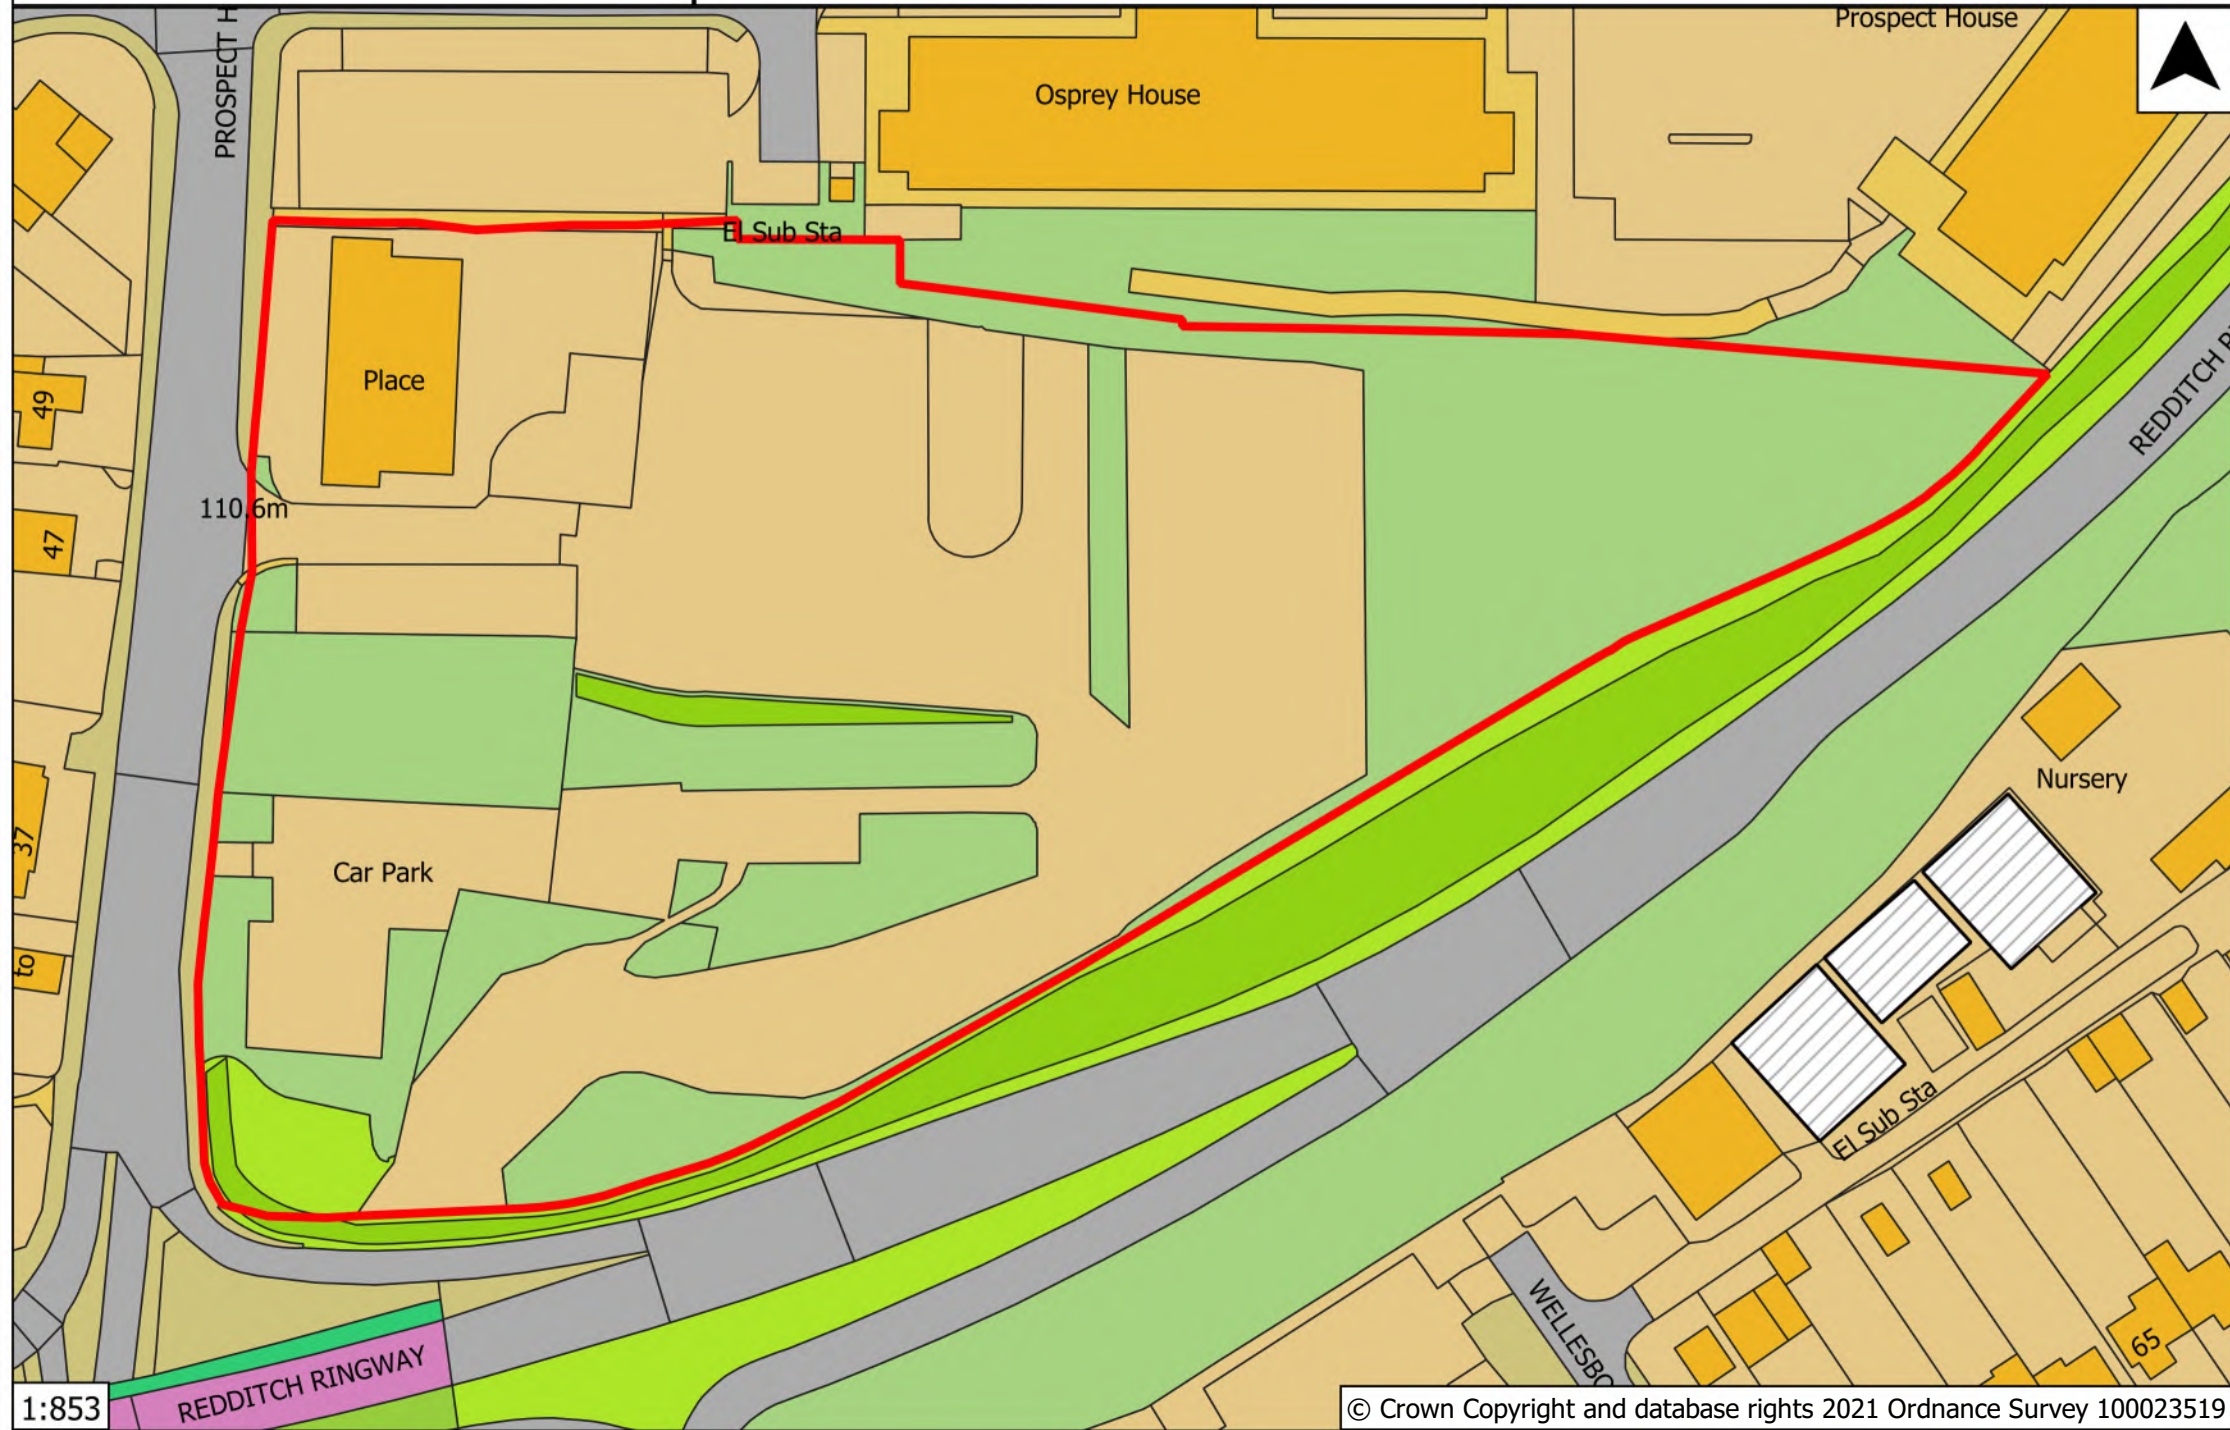 Prospect House
PROSPECT H
Osprey House
El Sub Sta
Place
49
110.6m
47
REDDITCH R
Nursery
37
Car Park
to
El Sub Sta
WELLESBO
65
REDDITCH RINGWAY
1:853
© Crown Copyright and database rights 2021 Ordnance Survey 100023519